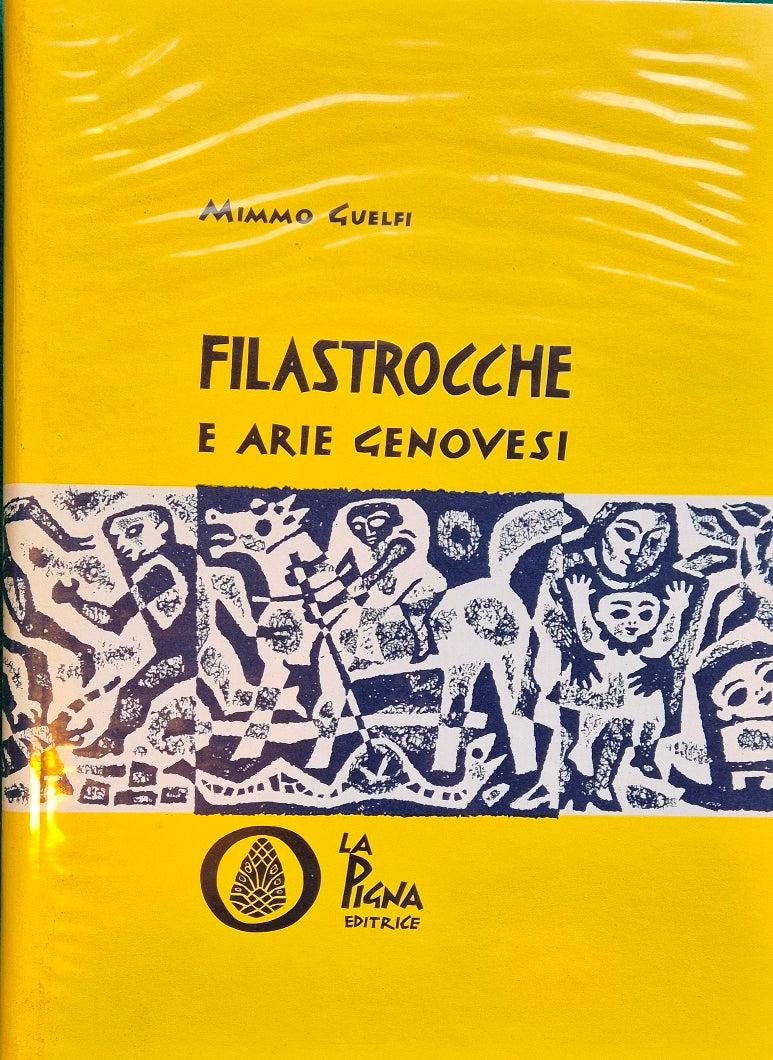 MIMMO GUELFI
FILASTROCCHE
E ARIE GENOVESI
LA
PIGNA
EDITRICE